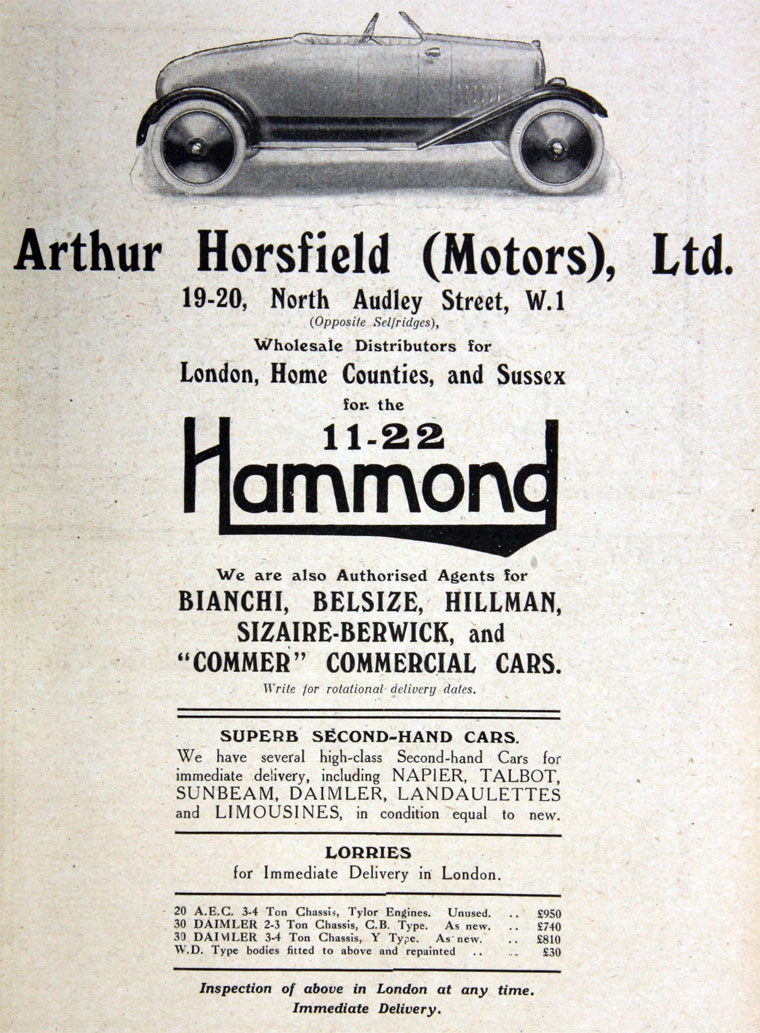 Arthur Horsfield (Motors), Ltd.
19-20, North Audley Street, W.1
(Opposite Selfridges),
Wholesale Distributors for
London, Home Counties, and Sussex
for the
11-22
Hammond
We are also Authorised Agents for
BIANCHI, BELSIZE, HILLMAN,
SIZAIRE-BERWICK, and
“COMMER” COMMERCIAL CARS.
Write for rotational delivery dates.
SUPERB SECOND-HAND CARS.
We have several high-class Second-hand Cars for
immediate delivery, including NAPIER, TALBOT,
SUNBEAM, DAIMLER, LANDAULETTES
and LIMOUSINES, in condition equal to new.
LORRIES
for Immediate Delivery in London.
20 A.E.C. 3-4 Ton Chassis, Tylor Engines. Unused. .. £950
30 DAIMLER 2-3 Ton Chassis, C.B. Type. As new. .. £740
30 DAIMLER 3-4 Ton Chassis, Y Type. As new. .. £810
W.D. Type bodies fitted to above and repainted .. .. £30
Inspection of above in London at any time.
Immediate Delivery.